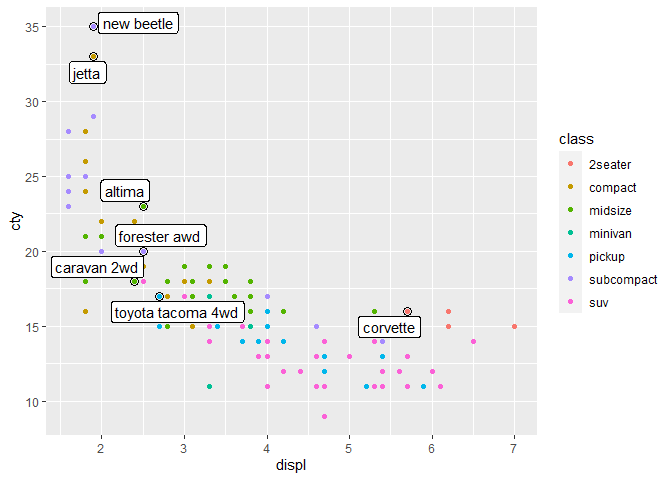 new beetle
jetta
altima
forester awd
caravan 2wd
toyota tacoma 4wd
corvette
35
30
25
20
15
10
cty
2
3
4
5
6
7
displ
class
2seater
compact
midsize
minivan
pickup
subcompact
suv